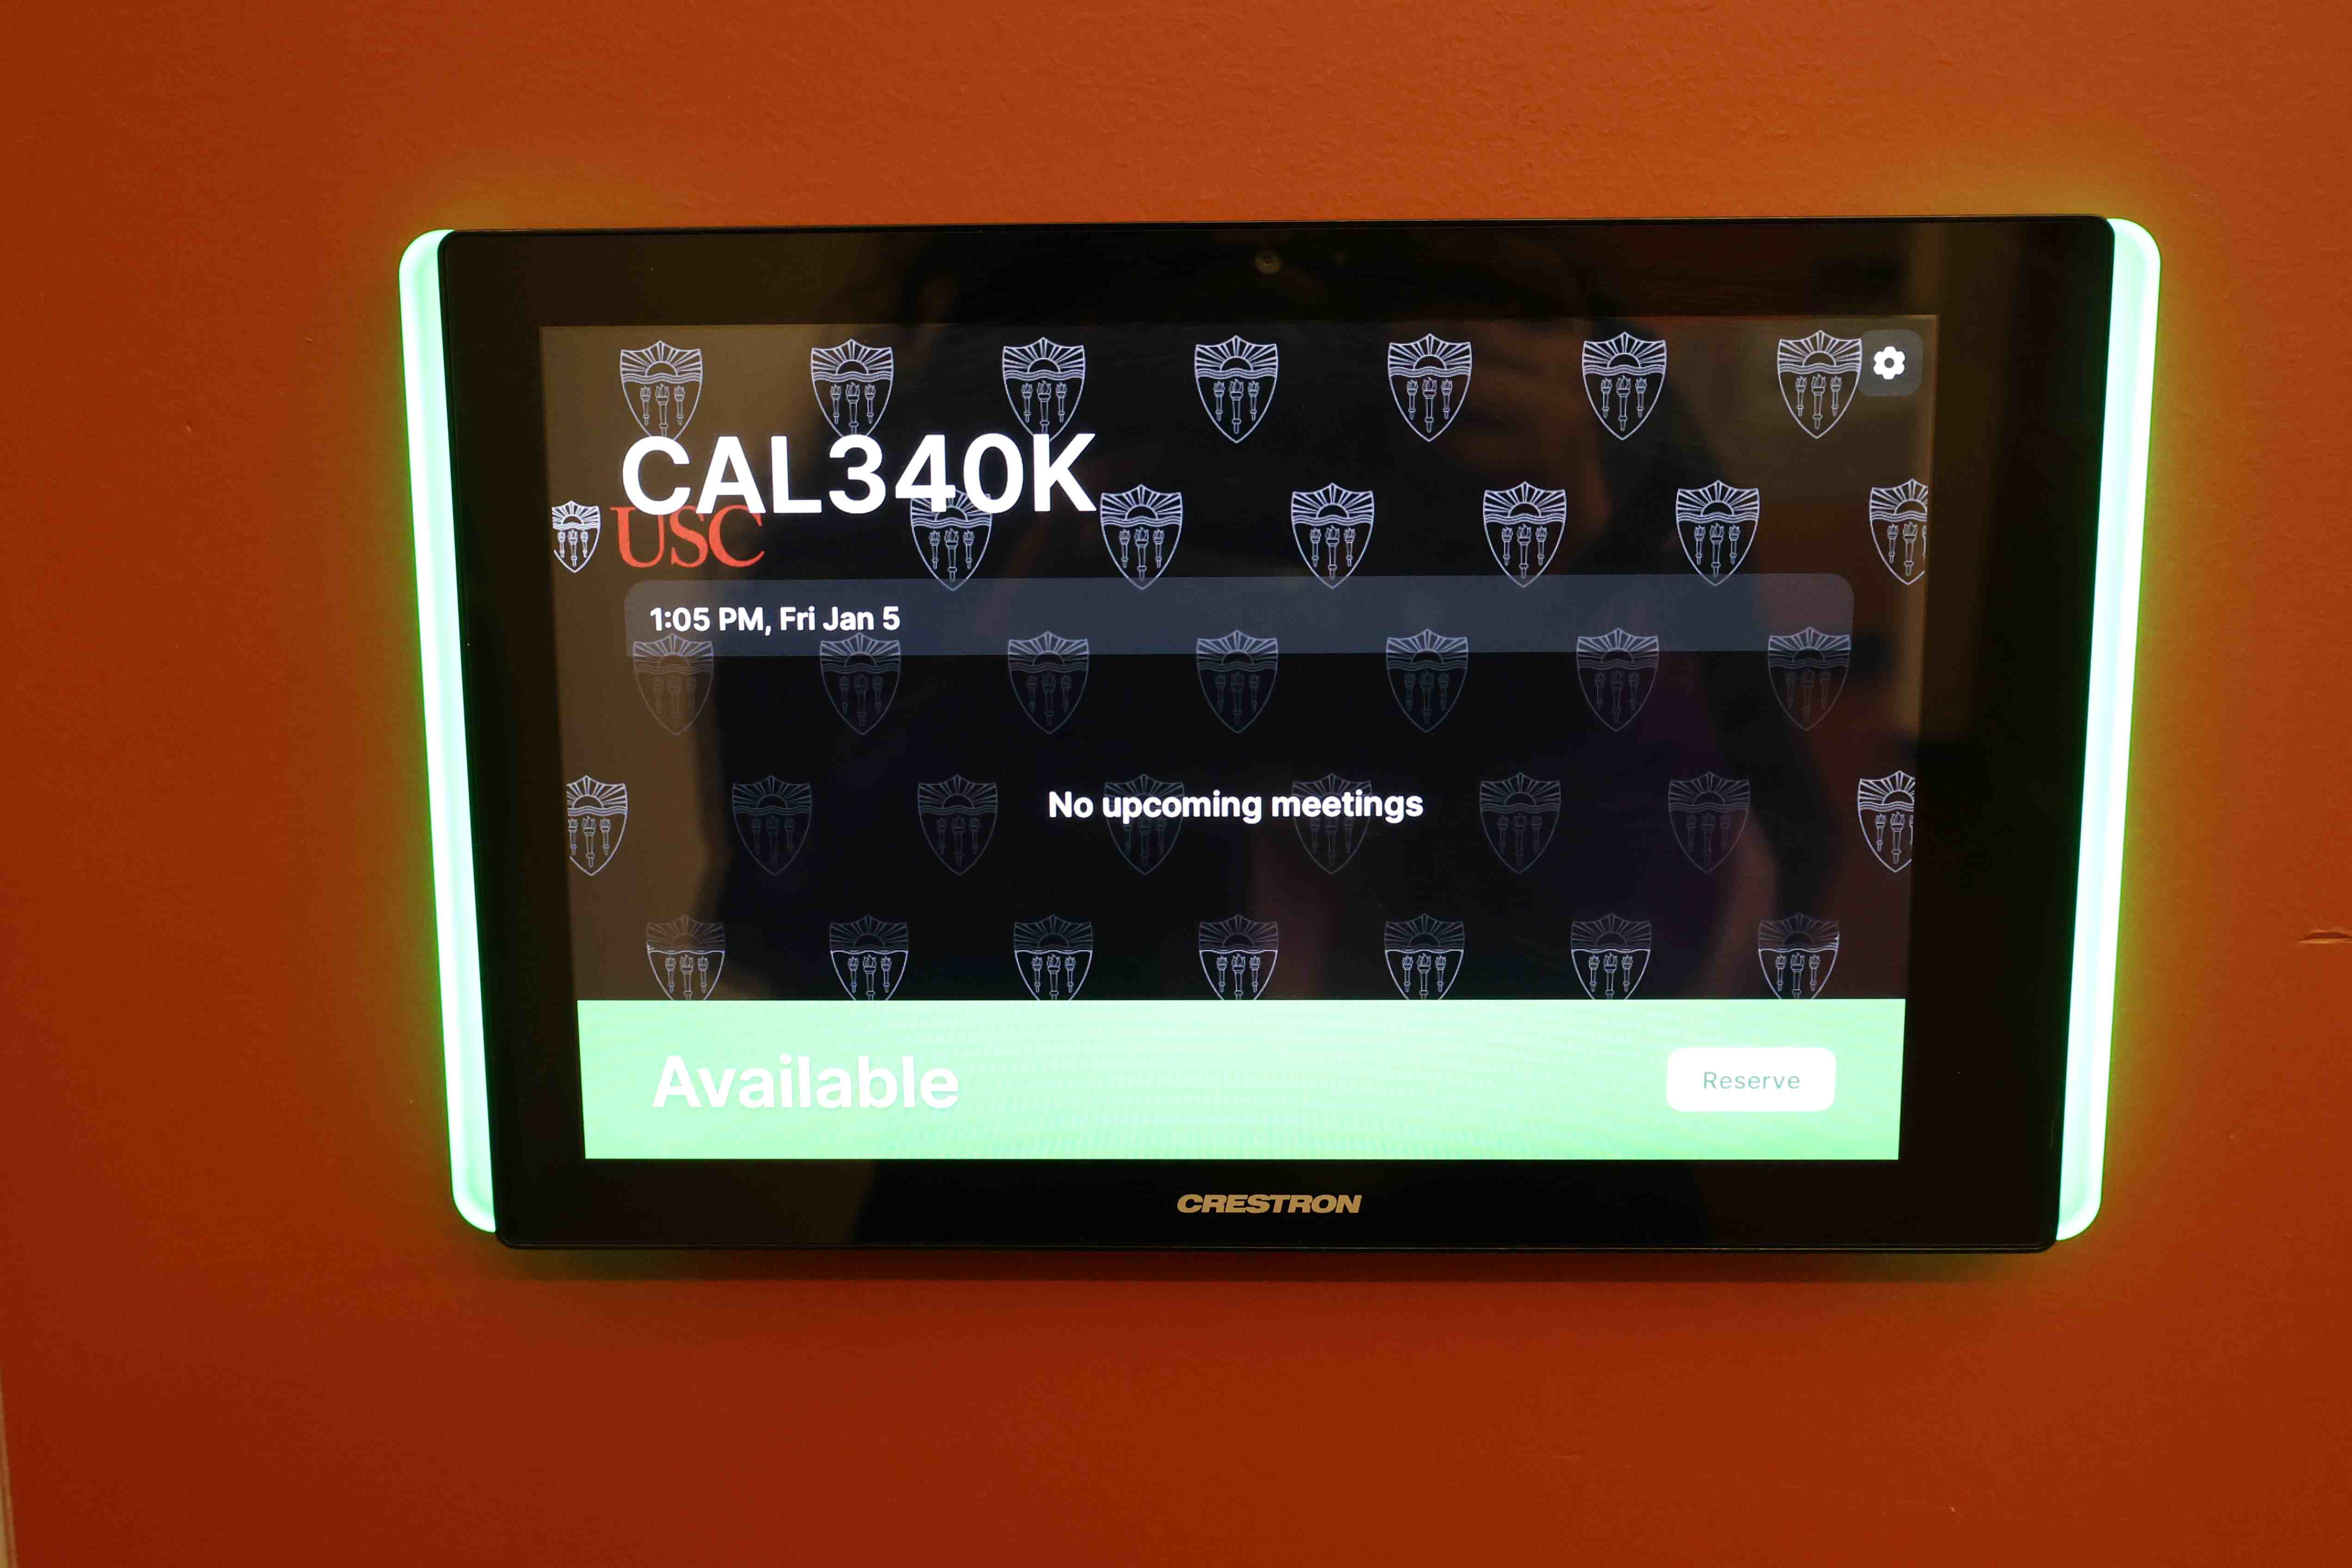 CAL340K
USC
1:05 PM, Fri Jan 5
No upcoming meetings
Available
Reserve
CRESTRON